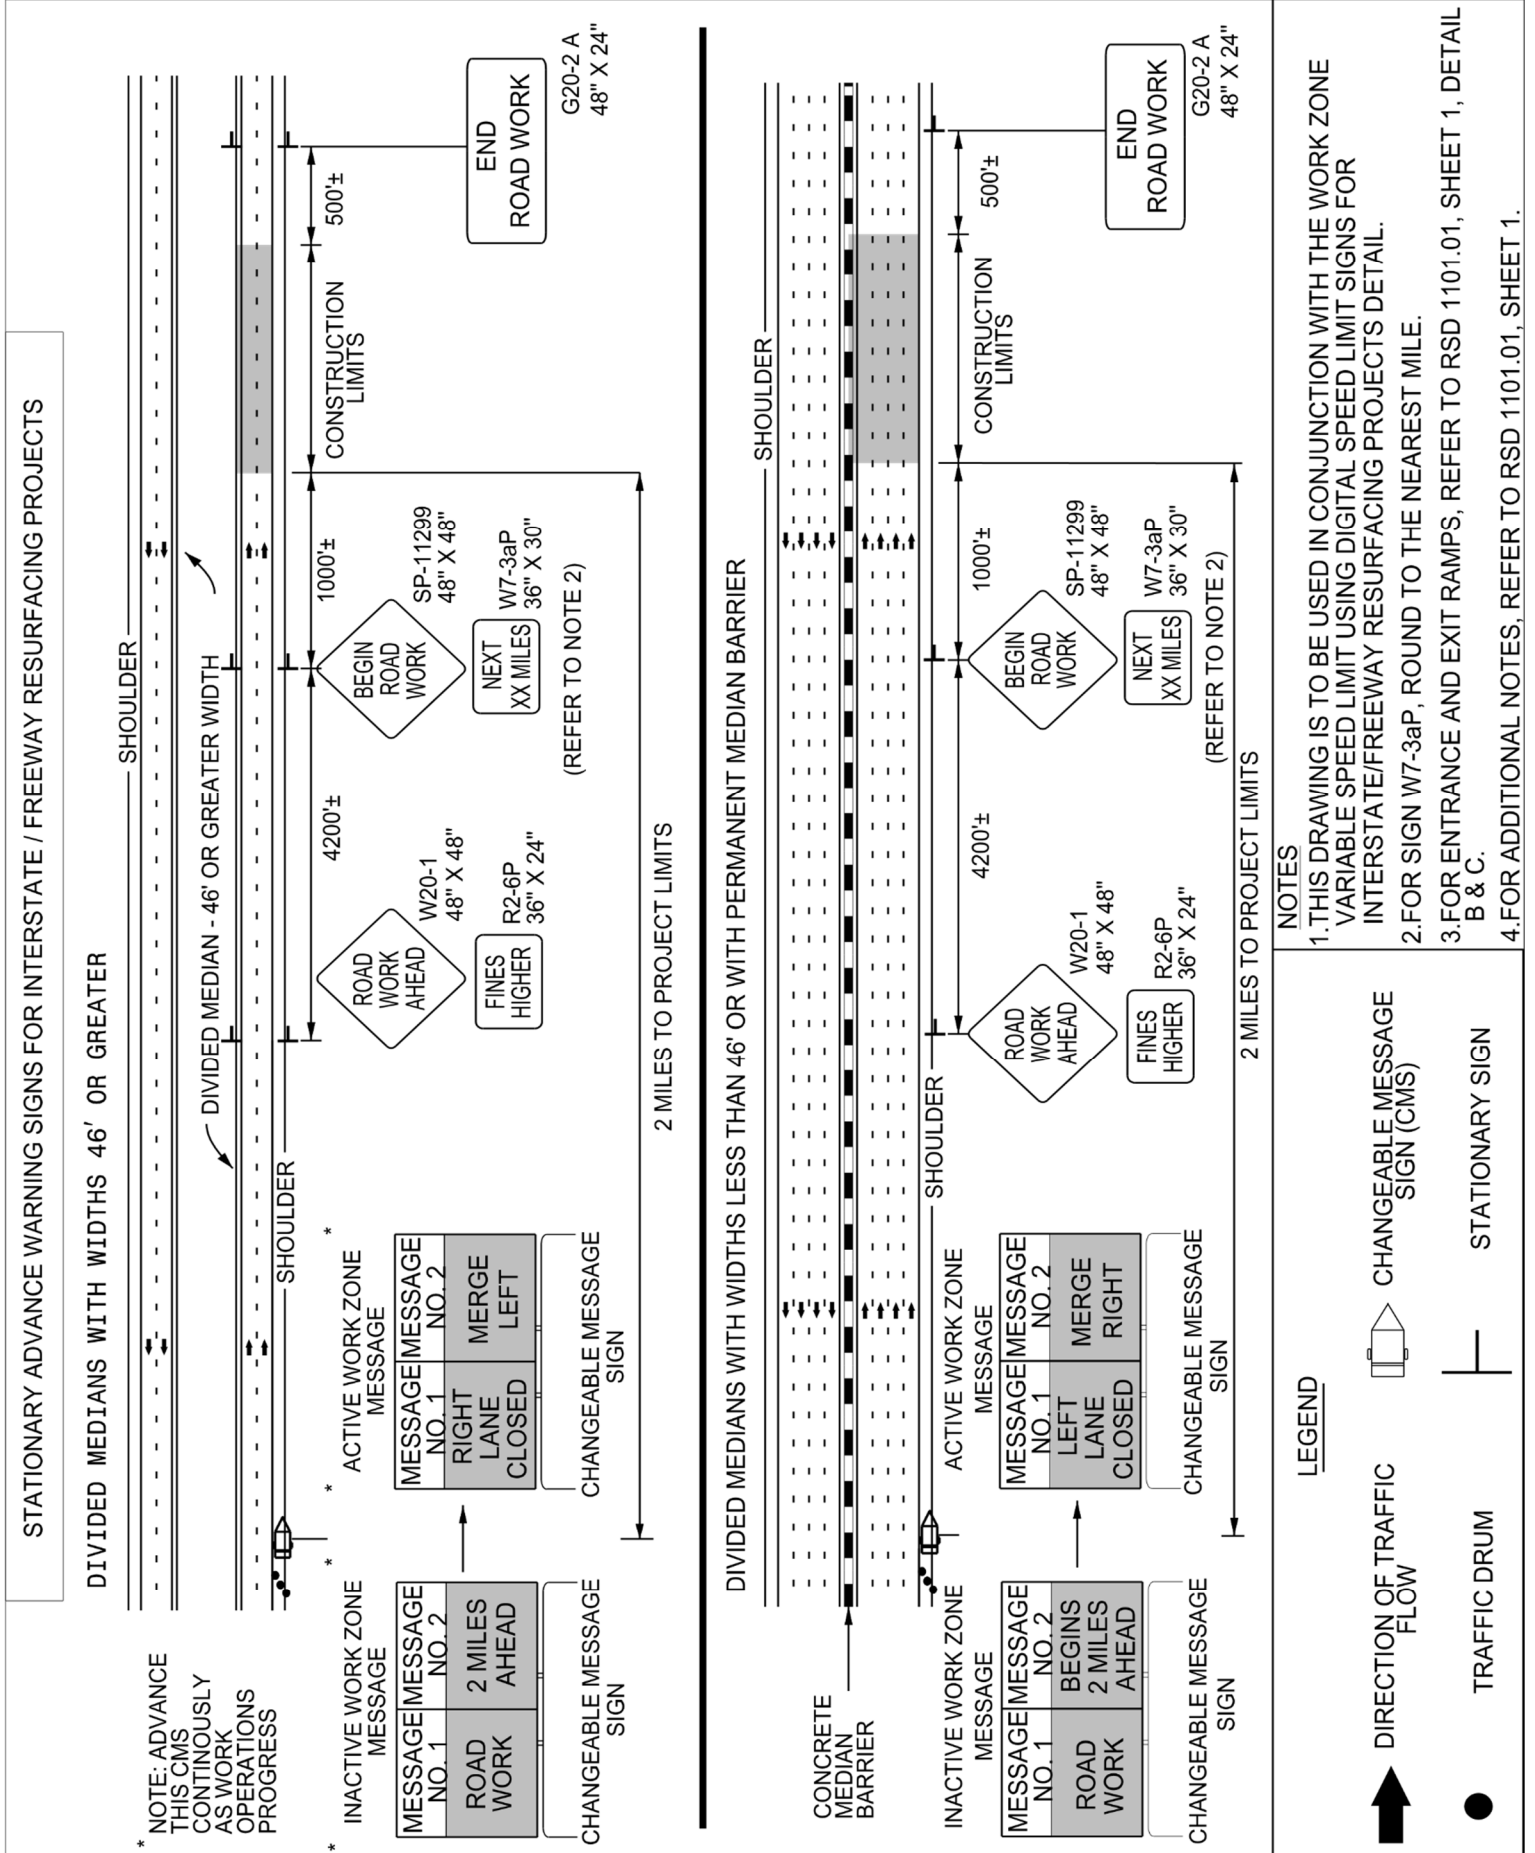 STATIONARY ADVANCE WARNING SIGNS FOR INTERSTATE / FREEWAY RESURFACING PROJECTS
DIVIDED MEDIANS WITH WIDTHS 46' OR GREATER
* NOTE: ADVANCE
THIS CMS
CONTINOUSLY
AS WORK
OPERATIONS
PROGRESS
SHOULDER
DIVIDED MEDIAN - 46' OR GREATER WIDTH
SHOULDER
4200'±
1000'±
CONSTRUCTION
LIMITS
500'±
* INACTIVE WORK ZONE *
MESSAGE
MESSAGE
NO. 1
MESSAGE
NO. 2
ROAD
WORK
2 MILES
AHEAD
CHANGEABLE MESSAGE
SIGN
* ACTIVE WORK ZONE *
MESSAGE
MESSAGE
NO. 1
MESSAGE
NO. 2
RIGHT
LANE
CLOSED
MERGE
LEFT
CHANGEABLE MESSAGE
SIGN
ROAD
WORK
AHEAD
W20-1
48" X 48"
FINES
HIGHER
R2-6P
36" X 24"
BEGIN
ROAD
WORK
SP-11299
48" X 48"
NEXT
XX MILES
W7-3aP
36" X 30"
(REFER TO NOTE 2)
END
ROAD WORK
G20-2 A
48" X 24"
2 MILES TO PROJECT LIMITS
DIVIDED MEDIANS WITH WIDTHS LESS THAN 46' OR WITH PERMANENT MEDIAN BARRIER
SHOULDER
CONCRETE
MEDIAN
BARRIER
SHOULDER
4200'±
1000'±
CONSTRUCTION
LIMITS
500'±
INACTIVE WORK ZONE
MESSAGE
MESSAGE
NO. 1
MESSAGE
NO. 2
ROAD
WORK
BEGINS
2 MILES
AHEAD
CHANGEABLE MESSAGE
SIGN
ACTIVE WORK ZONE
MESSAGE
MESSAGE
NO. 1
MESSAGE
NO. 2
LEFT
LANE
CLOSED
MERGE
RIGHT
CHANGEABLE MESSAGE
SIGN
ROAD
WORK
AHEAD
W20-1
48" X 48"
FINES
HIGHER
R2-6P
36" X 24"
BEGIN
ROAD
WORK
SP-11299
48" X 48"
NEXT
XX MILES
W7-3aP
36" X 30"
(REFER TO NOTE 2)
END
ROAD WORK
G20-2 A
48" X 24"
2 MILES TO PROJECT LIMITS
LEGEND
DIRECTION OF TRAFFIC
FLOW
CHANGEABLE MESSAGE
SIGN (CMS)
TRAFFIC DRUM
STATIONARY SIGN
NOTES
1.THIS DRAWING IS TO BE USED IN CONJUNCTION WITH THE WORK ZONE
VARIABLE SPEED LIMIT USING DIGITAL SPEED LIMIT SIGNS FOR
INTERSTATE/FREEWAY RESURFACING PROJECTS DETAIL.
2.FOR SIGN W7-3aP, ROUND TO THE NEAREST MILE.
3.FOR ENTRANCE AND EXIT RAMPS, REFER TO RSD 1101.01, SHEET 1, DETAIL
B & C.
4.FOR ADDITIONAL NOTES, REFER TO RSD 1101.01, SHEET 1.